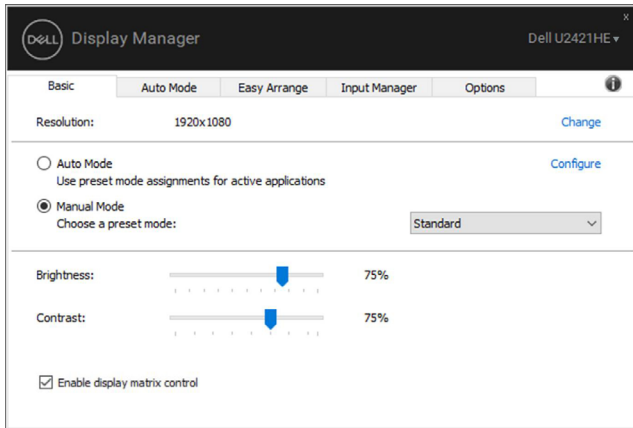 DELL Display Manager
Dell U2421HE
Basic Auto Mode Easy Arrange Input Manager Options
Resolution: 1920x1080 Change
Auto Mode Configure
Use preset mode assignments for active applications
Manual Mode
Choose a preset mode: Standard
Brightness: 75%
Contrast: 75%
Enable display matrix control